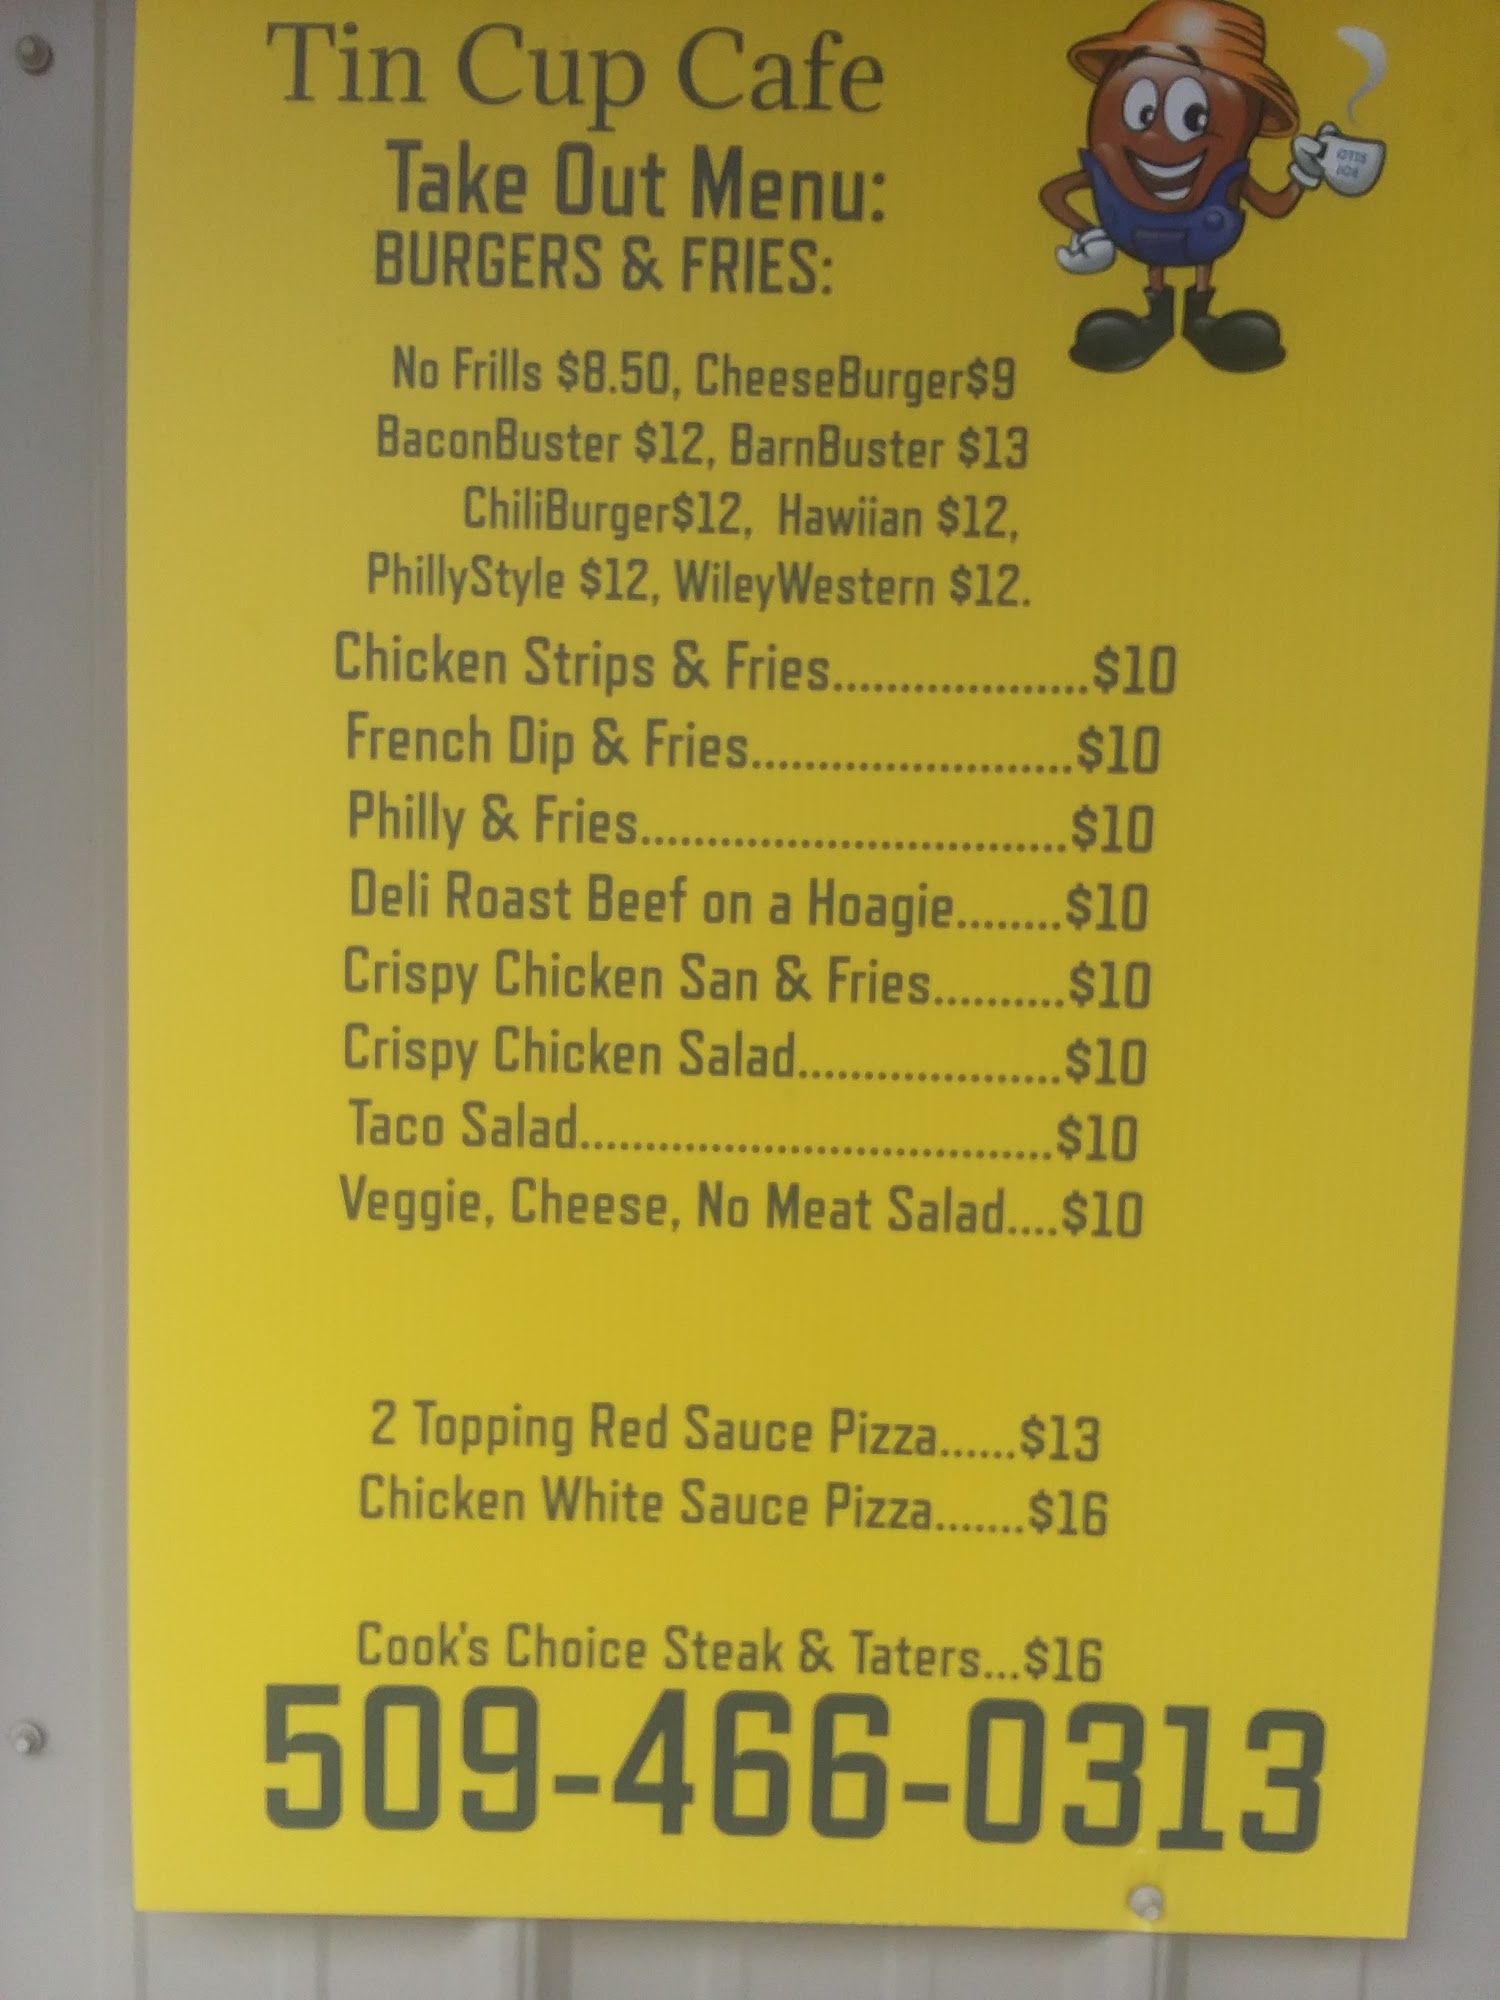 Tin Cup Cafe
Take Out Menu:
BURGERS & FRIES:
No Frills $8.50, CheeseBurger$9
BaconBuster $12, BarnBuster $13
ChiliBurger$12, Hawiian $12,
PhillyStyle $12, WileyWestern $12.
Chicken Strips & Fries...................$10
French Dip & Fries........................$10
Philly & Fries................................$10
Deli Roast Beef on a Hoagie........$10
Crispy Chicken San & Fries..........$10
Crispy Chicken Salad....................$10
Taco Salad....................................$10
Veggie, Cheese, No Meat Salad....$10
2 Topping Red Sauce Pizza......$13
Chicken White Sauce Pizza.......$16
Cook's Choice Steak & Taters...$16
509-466-0313